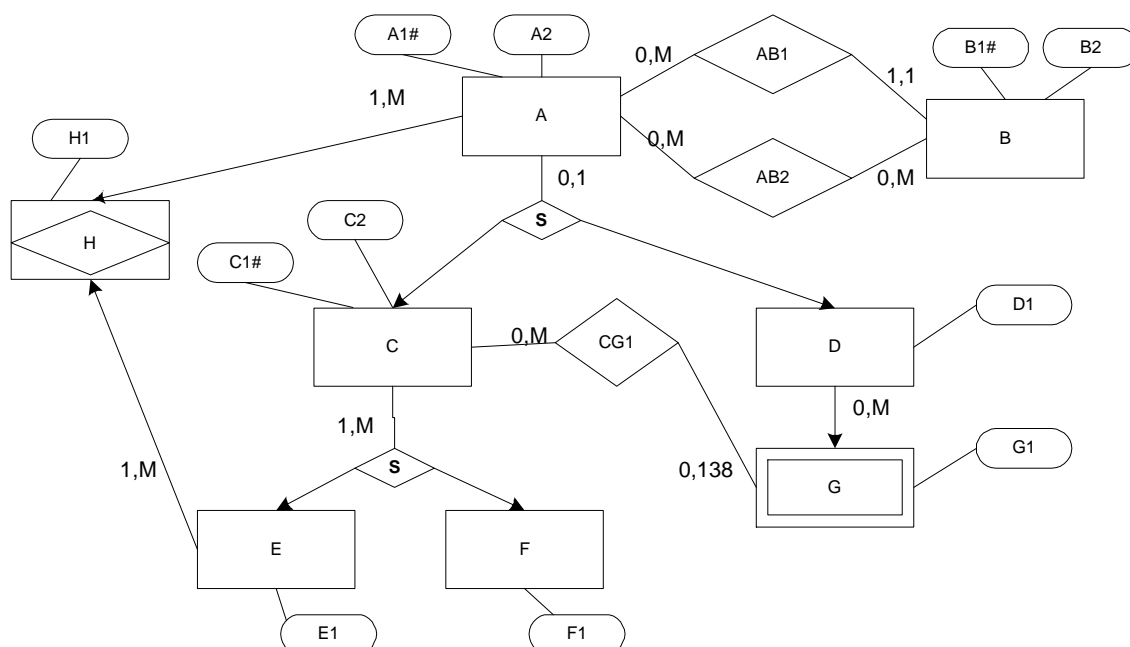 A1#
A2
B1#
B2
0,M
AB1
1,1
1,M
A
B
H1
0,M
AB2
0,M
0,1
S
C2
H
C1#
D1
C
0,M
CG1
D
0,M
1,M
G1
S
1,M
0,138
G
E
F
E1
F1